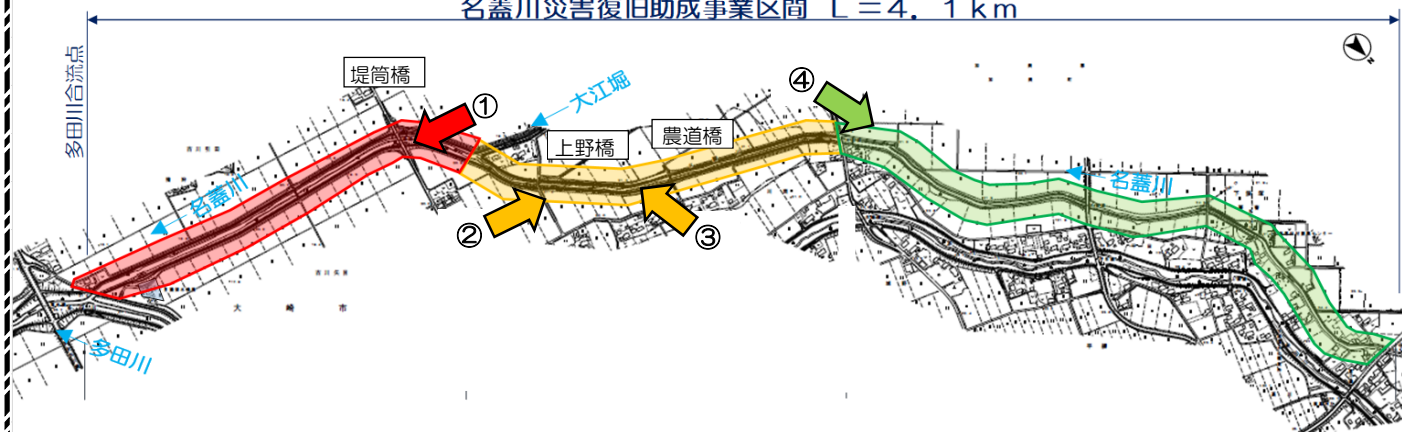 名蓋川災害復旧助成事業区間 L=4.1km
多田川合流点
堤筒橋
①
大江堀
上野橋
農道橋
④
名蓋川
②
③
名蓋川
多田川
大崎市
N